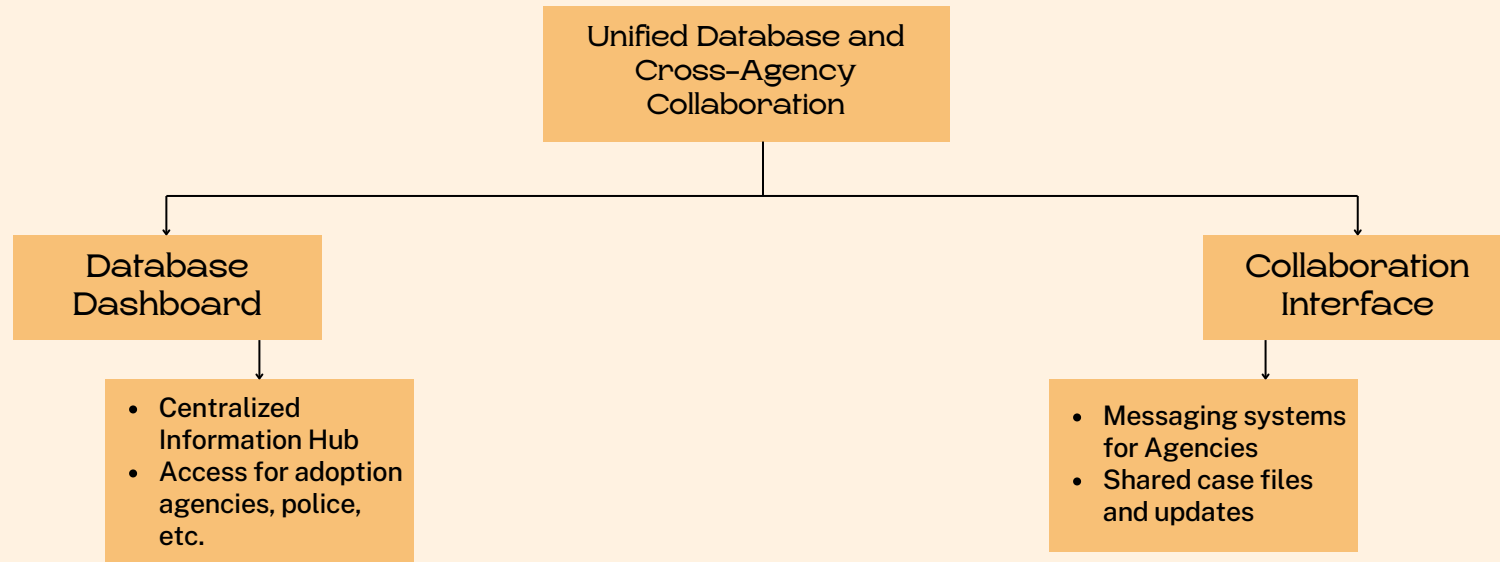 Unified Database and
Cross-Agency
Collaboration
Database
Dashboard
Collaboration
Interface
• Centralized
Information Hub
• Access for adoption
agencies, police,
etc.
• Messaging systems
for Agencies
• Shared case files
and updates